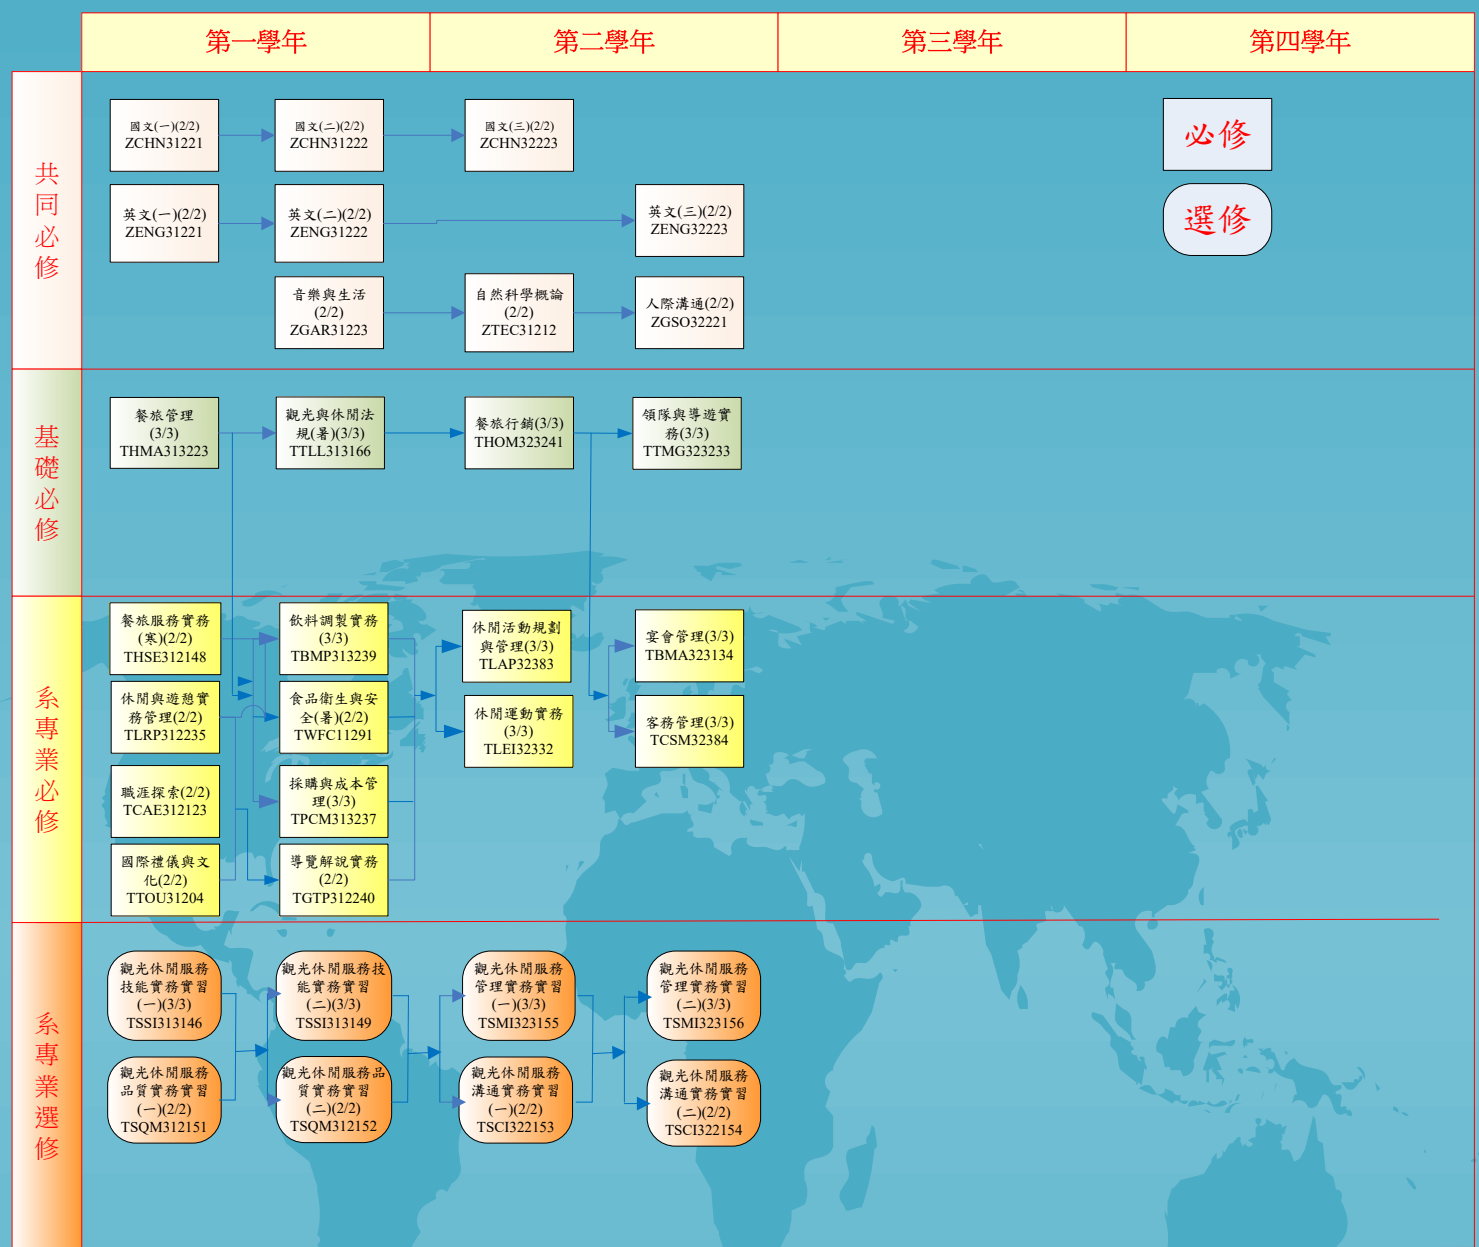 第一學年
第二學年
第三學年
第四學年
共同必修
國文(一)(2/2)
ZCHN31221
國文(二)(2/2)
ZCHN31222
國文(三)(2/2)
ZCHN32223
必修
英文(一)(2/2)
ZENG31221
英文(二)(2/2)
ZENG31222
英文(三)(2/2)
ZENG32223
選修
音樂與生活
(2/2)
ZGAR31223
自然科學概論
(2/2)
ZTEC31212
人際溝通(2/2)
ZGSO32221
基礎必修
餐旅管理
(3/3)
THMA313223
觀光與休閒法
規(暑)(3/3)
TTLL313166
餐旅行銷(3/3)
THOM323241
領隊與導遊實
務(3/3)
TTMG323233
系專業必修
餐旅服務實務
(寒)(2/2)
THSE312148
飲料調製實務
(3/3)
TBMP313239
休閒活動規劃
與管理(3/3)
TLAP32383
宴會管理(3/3)
TBMA323134
休閒與遊憩實
務管理(2/2)
TLRP312235
食品衛生與安
全(暑)(2/2)
TWFC11291
休閒運動實務
(3/3)
TLEI32332
客務管理(3/3)
TCSM32384
職涯探索(2/2)
TCAE312123
採購與成本管
理(3/3)
TPCM313237
國際禮儀與文
化(2/2)
TTOU31204
導覽解說實務
(2/2)
TGTP312240
系專業選修
觀光休閒服務
技能實務實習
(一)(3/3)
TSSI313146
觀光休閒服務技
能實務實習
(二)(3/3)
TSSI313149
觀光休閒服務
管理實務實習
(一)(3/3)
TSMI323155
觀光休閒服務
管理實務實習
(二)(3/3)
TSMI323156
觀光休閒服務
品質實務實習
(一)(2/2)
TSQM312151
觀光休閒服務品
質實務實習
(二)(2/2)
TSQM312152
觀光休閒服務
溝通實務實習
(一)(2/2)
TSCI322153
觀光休閒服務
溝通實務實習
(二)(2/2)
TSCI322154